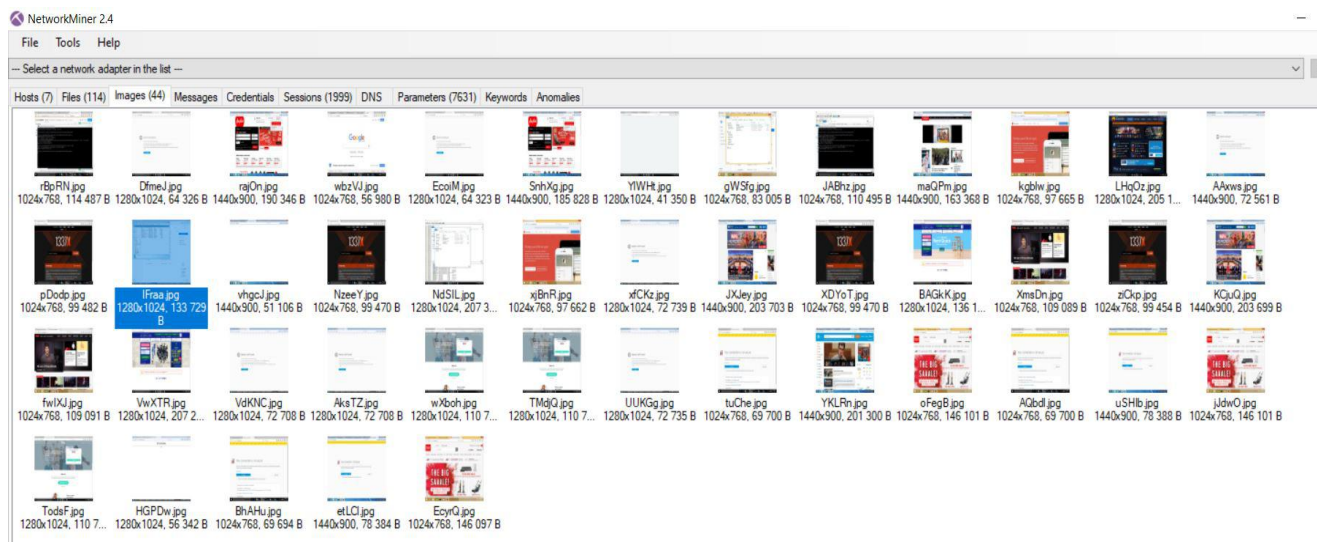 NetworkMiner 2.4
File Tools Help
--- Select a network adapter in the list ---
Hosts (7) Files (114) Images (44) Messages Credentials Sessions (1999) DNS Parameters (7631) Keywords Anomalies
rBpRN.jpg DfmeJ.jpg rajOn.jpg wbzVJ.jpg EcoiM.jpg SnhXg.jpg YIWHt.jpg gWSfg.jpg JABhz.jpg maQPm.jpg kgblw.jpg LHqOz.jpg AAxws.jpg
1024x768, 114 487 B 1280x1024, 64 326 B 1440x900, 190 346 B 1024x768, 56 980 B 1280x1024, 64 323 B 1440x900, 185 828 B 1280x1024, 41 350 B 1024x768, 83 005 B 1024x768, 110 495 B 1440x900, 163 368 B 1024x768, 97 665 B 1280x1024, 205 1... 1440x900, 72 561 B
pDodp.jpg IFraa.jpg vhgcJ.jpg NzeeY.jpg NdSIL.jpg xjBnR.jpg xfCKz.jpg JXJey.jpg XDYoT.jpg BAGkK.jpg XmsDn.jpg ziCkp.jpg KCjuQ.jpg
1024x768, 99 482 B 1280x1024, 133 729 B 1440x900, 51 106 B 1024x768, 99 470 B 1280x1024, 207 3... 1024x768, 97 662 B 1280x1024, 72 739 B 1440x900, 203 703 B 1024x768, 99 470 B 1280x1024, 136 1... 1024x768, 109 089 B 1024x768, 99 454 B 1440x900, 203 699 B
fwIXJ.jpg VwXTR.jpg VdKNC.jpg AksTZ.jpg wXboh.jpg TMdjQ.jpg UUKGg.jpg tuChe.jpg YKLRn.jpg oFegB.jpg AQbdl.jpg uSHlb.jpg jJdwO.jpg
1024x768, 109 091 B 1280x1024, 207 2... 1280x1024, 72 708 B 1280x1024, 72 708 B 1280x1024, 110 7... 1280x1024, 110 7... 1280x1024, 72 735 B 1024x768, 69 700 B 1440x900, 201 300 B 1024x768, 146 101 B 1024x768, 69 700 B 1440x900, 78 388 B 1024x768, 146 101 B
TodsF.jpg HGPDw.jpg BhAHu.jpg etLCl.jpg EcyrQ.jpg
1280x1024, 110 7... 1280x1024, 56 342 B 1024x768, 69 694 B 1440x900, 78 384 B 1024x768, 146 097 B